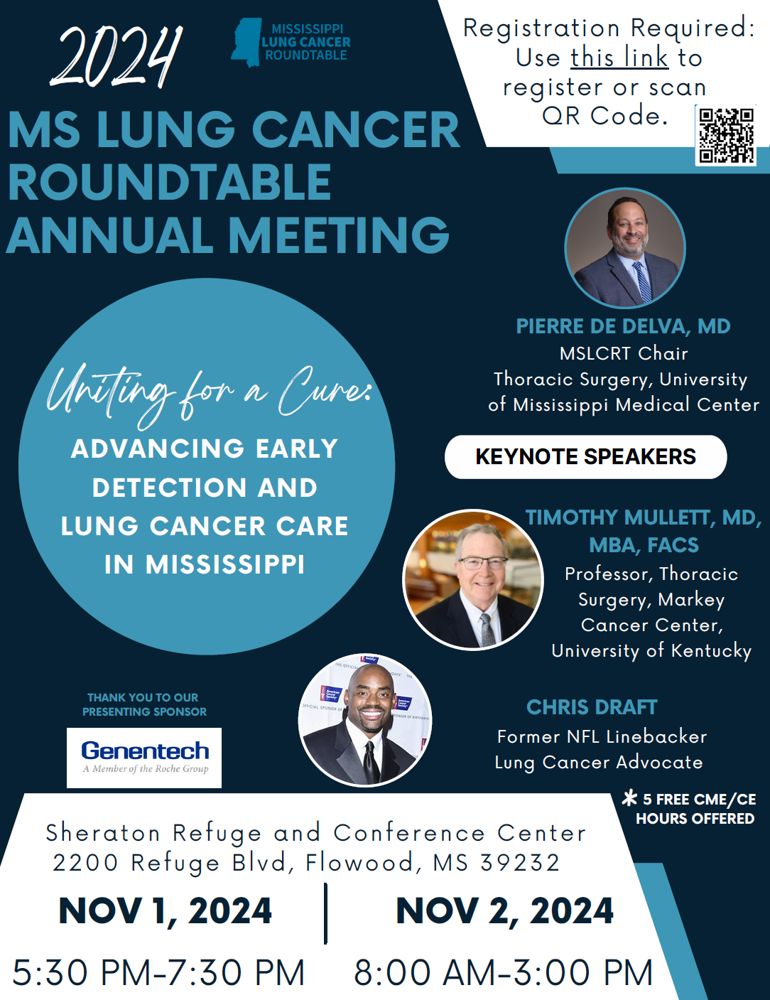 2024
MISSISSIPPI
LUNG CANCER
ROUNDTABLE
Registration Required:
Use this link to
register or scan
QR Code.
MS LUNG CANCER
ROUNDTABLE
ANNUAL MEETING
PIERRE DE DELVA, MD
MSLCRT Chair
Thoracic Surgery, University
of Mississippi Medical Center
Uniting for a Cure:
ADVANCING EARLY
DETECTION AND
LUNG CANCER CARE
IN MISSISSIPPI
KEYNOTE SPEAKERS
TIMOTHY MULLETT, MD,
MBA, FACS
Professor, Thoracic
Surgery, Markey
Cancer Center,
University of Kentucky
CHRIS DRAFT
Former NFL Linebacker
Lung Cancer Advocate
THANK YOU TO OUR
PRESENTING SPONSOR
Genentech
A Member of the Roche Group
* 5 FREE CME/CE
HOURS OFFERED
Sheraton Refuge and Conference Center
2200 Refuge Blvd, Flowood, MS 39232
NOV 1, 2024
5:30 PM-7:30 PM
NOV 2, 2024
8:00 AM-3:00 PM